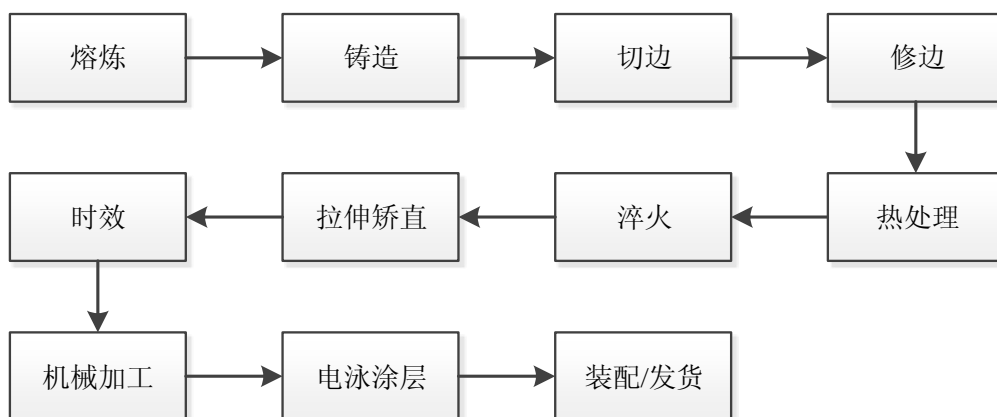 熔炼
铸造
切边
修边
时效
拉伸矫直
淬火
热处理
机械加工
电泳涂层
装配/发货